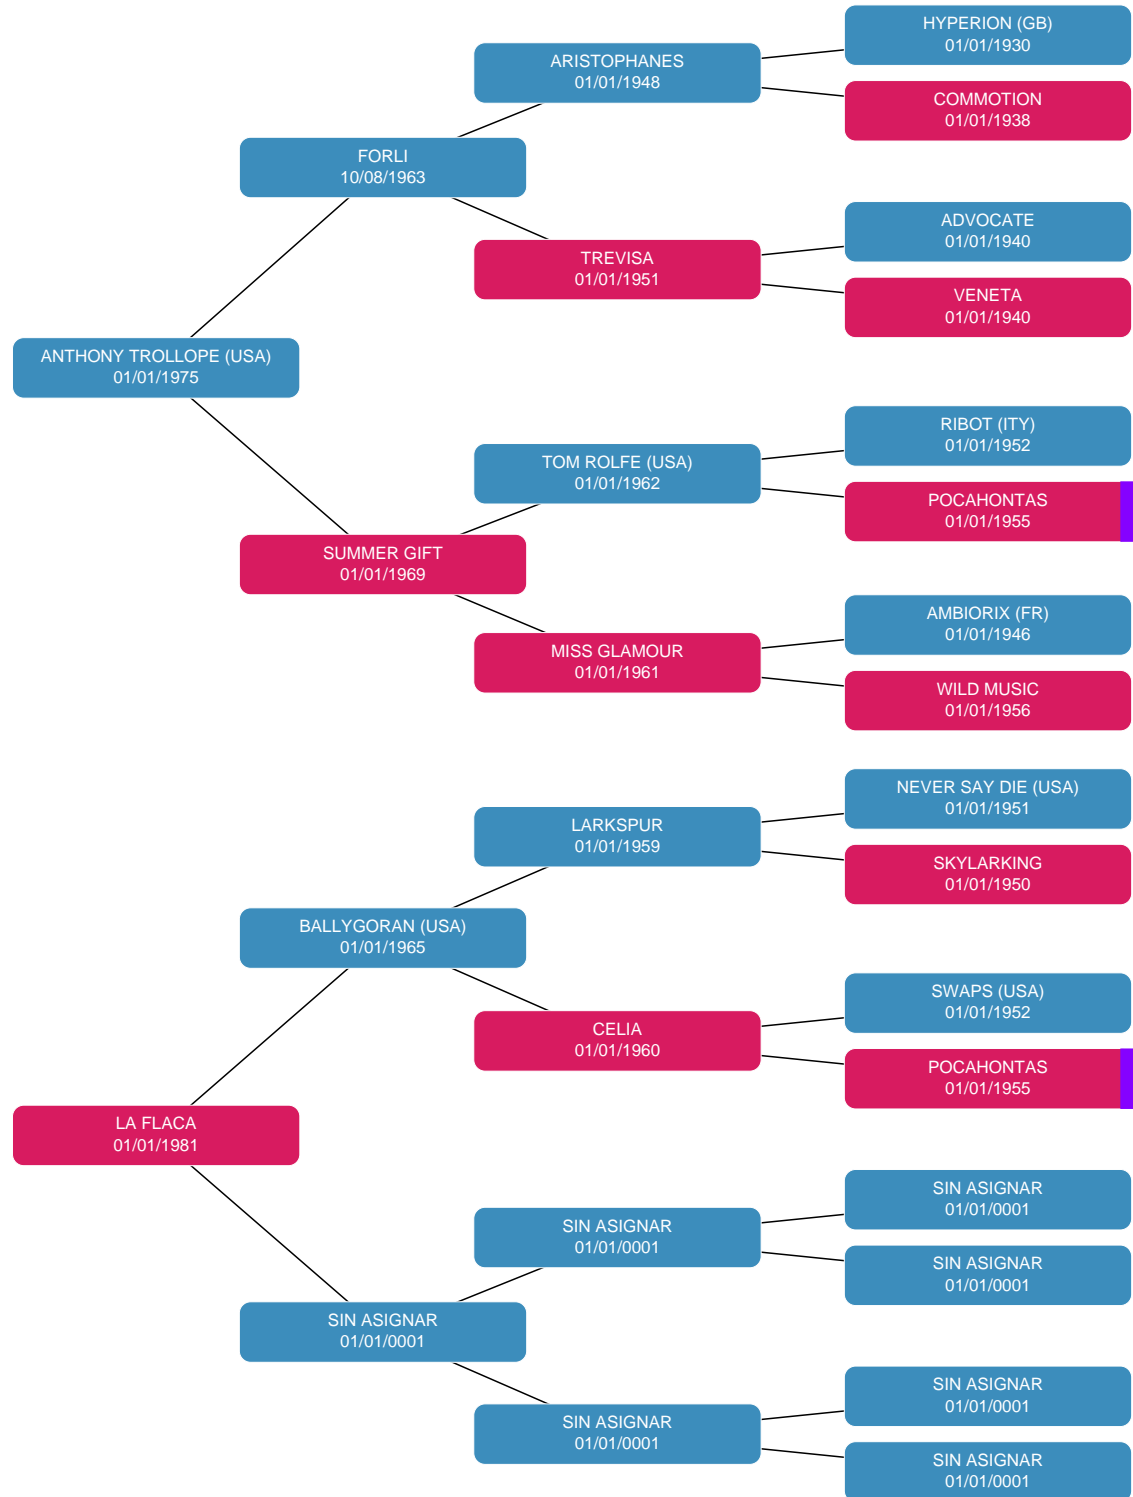 HYPERION (GB)
01/01/1930
ARISTOPHANES
01/01/1948
COMMOTION
01/01/1938
FORLI
10/08/1963
ADVOCATE
01/01/1940
TREVISA
01/01/1951
VENETA
01/01/1940
ANTHONY TROLLOPE (USA)
01/01/1975
RIBOT (ITY)
01/01/1952
TOM ROLFE (USA)
01/01/1962
POCAHONTAS
01/01/1955
SUMMER GIFT
01/01/1969
AMBIORIX (FR)
01/01/1946
MISS GLAMOUR
01/01/1961
WILD MUSIC
01/01/1956
NEVER SAY DIE (USA)
01/01/1951
LARKSPUR
01/01/1959
SKYLARKING
01/01/1950
BALLYGORAN (USA)
01/01/1965
SWAPS (USA)
01/01/1952
CELIA
01/01/1960
POCAHONTAS
01/01/1955
LA FLACA
01/01/1981
SIN ASIGNAR
01/01/0001
SIN ASIGNAR
01/01/0001
SIN ASIGNAR
01/01/0001
SIN ASIGNAR
01/01/0001
SIN ASIGNAR
01/01/0001
SIN ASIGNAR
01/01/0001
SIN ASIGNAR
01/01/0001